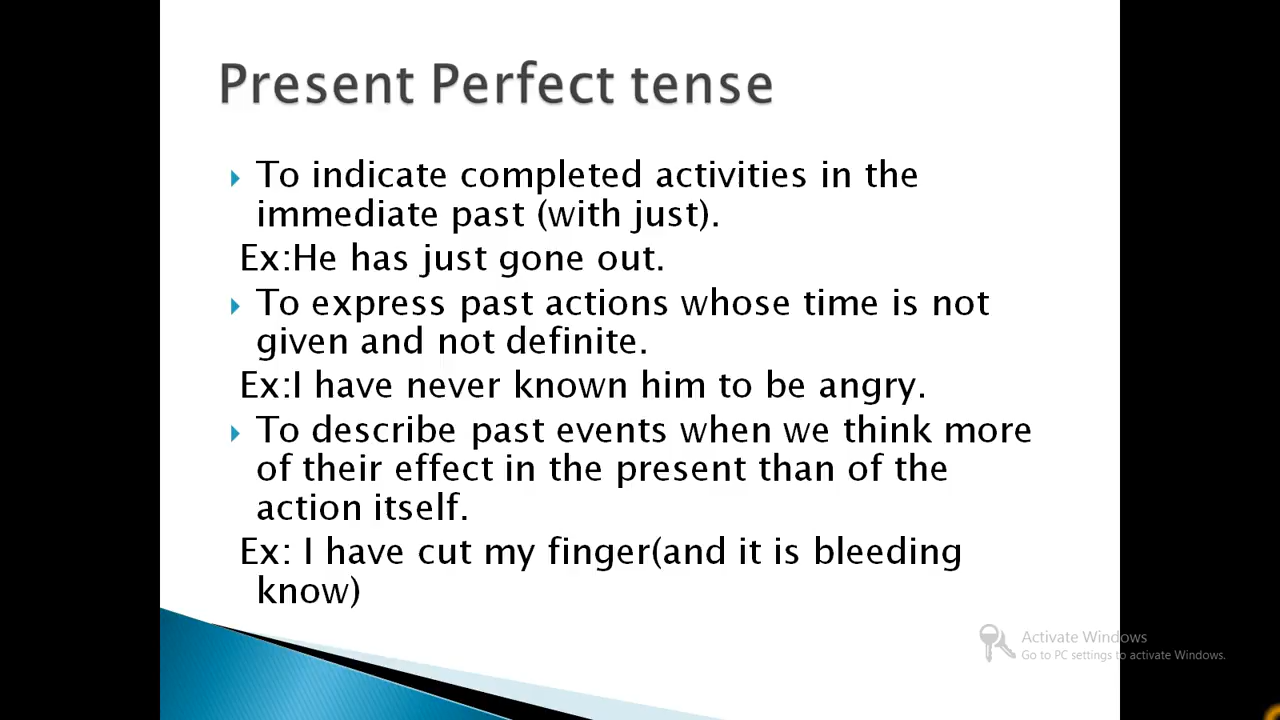 Present Perfect tense
To indicate completed activities in the
immediate past (with just).
Ex:He has just gone out.
To express past actions whose time is not
given and not definite.
Ex:I have never known him to be angry.
To describe past events when we think more
of their effect in the present than of the
action itself.
Ex: I have cut my finger(and it is bleeding
know)
Activate Windows
Go to PC settings to activate Windows.